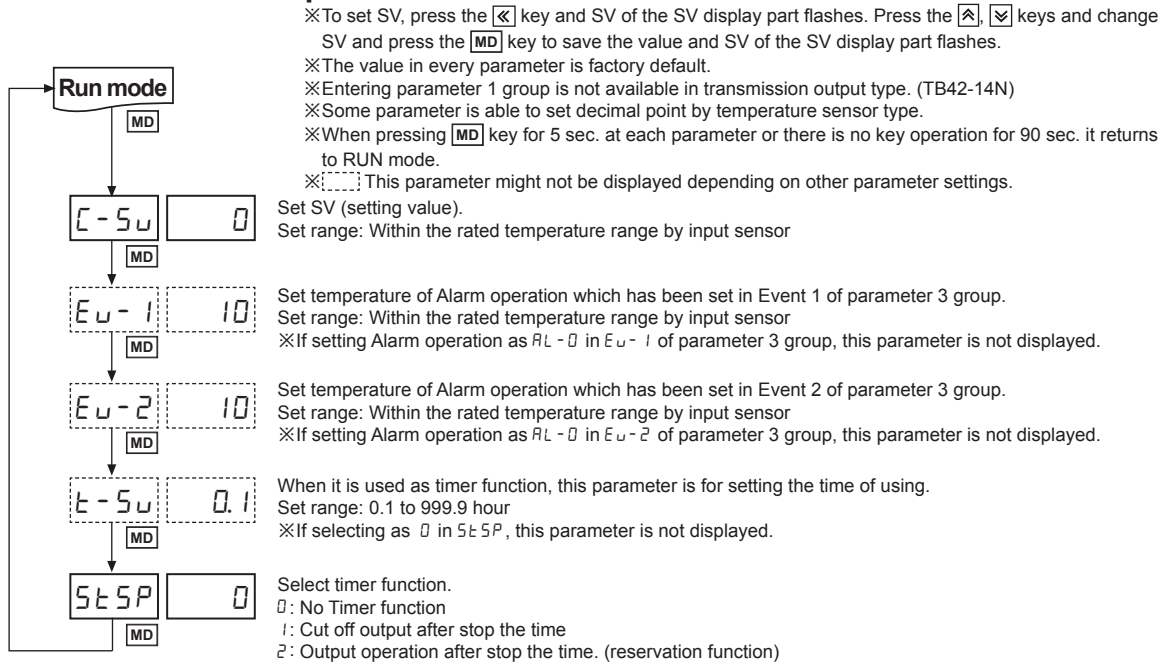 ※To set SV, press the ≪ key and SV of the SV display part flashes. Press the ︽, ︾ keys and change
SV and press the MD key to save the value and SV of the SV display part flashes.
※The value in every parameter is factory default.
※Entering parameter 1 group is not available in transmission output type. (TB42-14N)
※Some parameter is able to set decimal point by temperature sensor type.
※When pressing MD key for 5 sec. at each parameter or there is no key operation for 90 sec. it returns
to RUN mode.
※ This parameter might not be displayed depending on other parameter settings.
Run mode
MD
C-Su 0
Set SV (setting value).
Set range: Within the rated temperature range by input sensor
MD
Eu-1 10
Set temperature of Alarm operation which has been set in Event 1 of parameter 3 group.
Set range: Within the rated temperature range by input sensor
※If setting Alarm operation as AL-0 in Eu-1 of parameter 3 group, this parameter is not displayed.
MD
Eu-2 10
Set temperature of Alarm operation which has been set in Event 2 of parameter 3 group.
Set range: Within the rated temperature range by input sensor
※If setting Alarm operation as AL-0 in Eu-2 of parameter 3 group, this parameter is not displayed.
MD
t-Su 0.1
When it is used as timer function, this parameter is for setting the time of using.
Set range: 0.1 to 999.9 hour
※If selecting as 0 in StSP, this parameter is not displayed.
MD
StSP 0
Select timer function.
0: No Timer function
1: Cut off output after stop the time
2: Output operation after stop the time. (reservation function)
MD